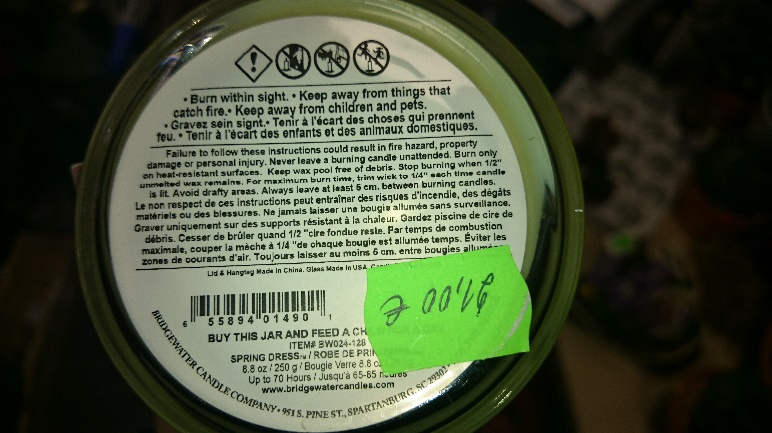 • Burn within sight. • Keep away from things that
catch fire. • Keep away from children and pets.
• Gravez sein signt. • Tenir à l'écart des choses qui prennent
feu. • Tenir à l'écart des enfants et des animaux domestiques.
Failure to follow these instructions could result in fire hazard, property
damage or personal injury. Never leave a burning candle unattended. Burn only
on heat-resistant surfaces. Keep wax pool free of debris. Stop burning when 1/2"
unmelted wax remains. For maximum burn time, trim wick to 1/4" each time candle
is lit. Avoid drafty areas. Always leave at least 5 cm. between burning candles.
Le non respect de ces instructions peut entraîner des risques d'incendie, des dégâts
matériels ou des blessures. Ne jamais laisser une bougie allumée sans surveillance.
Graver uniquement sur des supports résistant à la chaleur. Gardez piscine de cire de
débris. Cesser de brûler quand 1/2 "cire fondue reste. Par temps de combustion
maximale, couper la mèche à 1/4 "de chaque bougie est allumée temps. Éviter les
zones de courants d'air. Toujours laisser au moins 5 cm. entre bougies allumées
Lid & Hangtag Made in China. Glass Made in USA.
6 55894 01490 1
BUY THIS JAR AND FEED A
ITEM# BW024-128
SPRING DRESS™ / ROBE DE
8.8 oz / 250 g / Bougie Verre 8.8
Up to 70 Hours / Jusqu'à 65-85 heures
www.bridgewatercandles.com
BRIDGEWATER CANDLE COMPANY • 951 S. PINE ST., SPARTANBURG, SC 29302
91,00